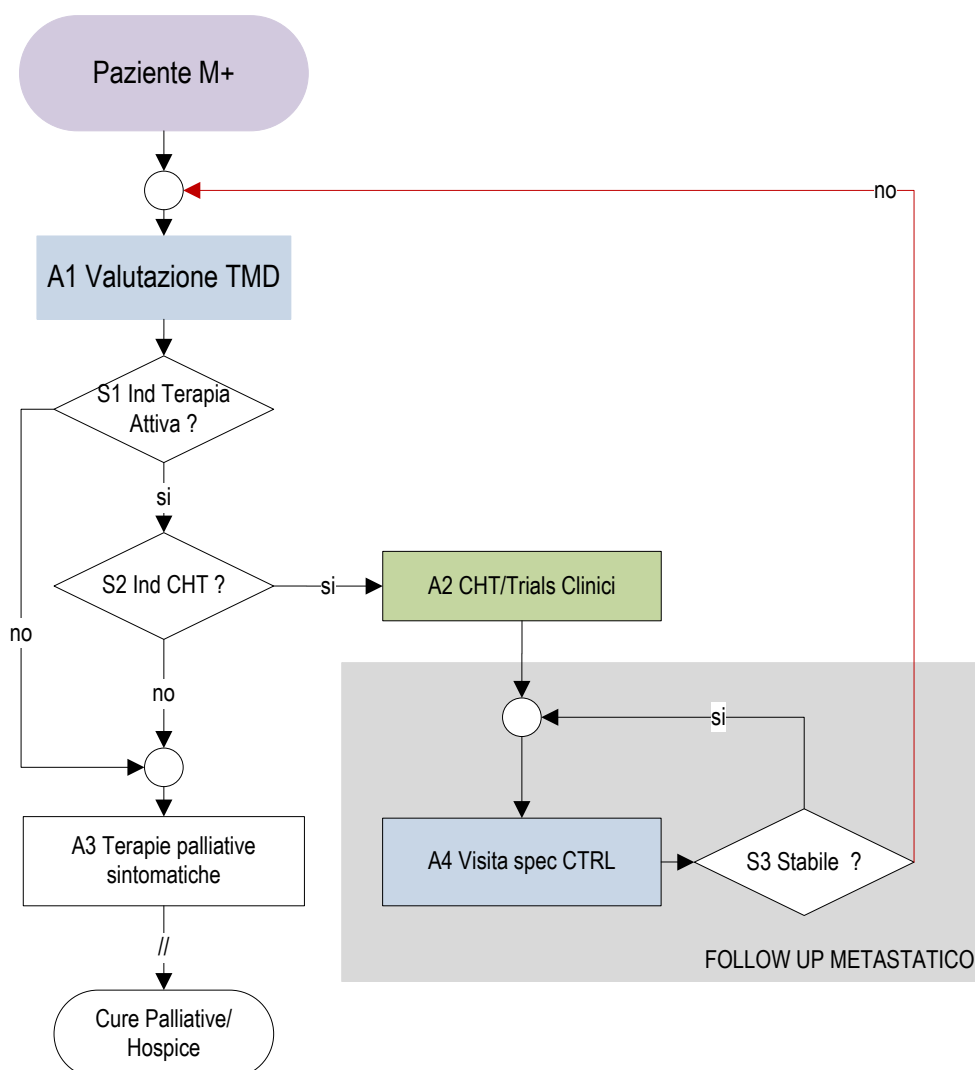 Paziente M+
no
A1 Valutazione TMD
S1 Ind Terapia
Attiva ?
si
S2 Ind CHT ?
si
A2 CHT/Trials Clinici
no
no
si
A3 Terapie palliative
sintomatiche
A4 Visita spec CTRL
S3 Stabile ?
//
FOLLOW UP METASTATICO
Cure Palliative/
Hospice